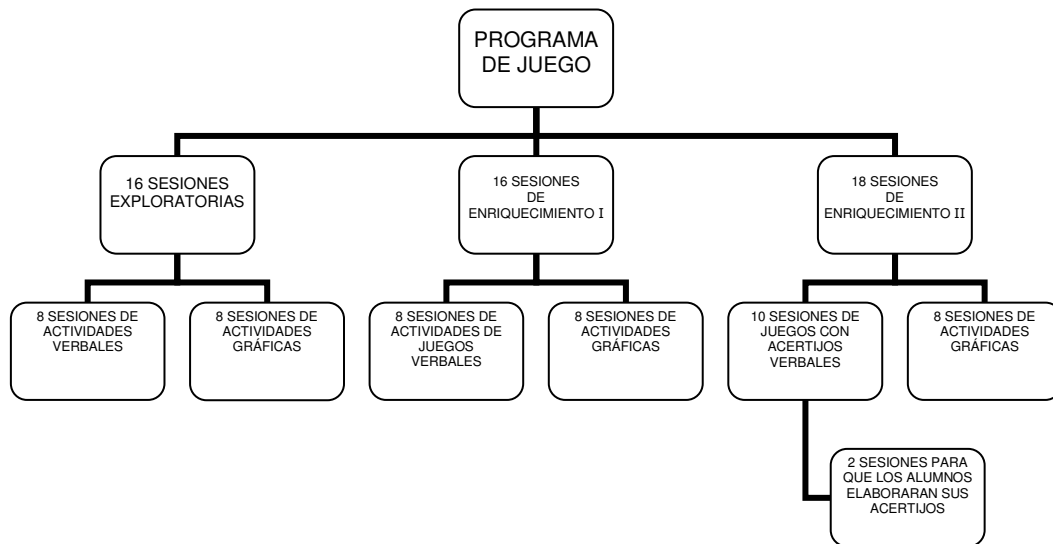 PROGRAMA
DE JUEGO
16 SESIONES
EXPLORATORIAS
16 SESIONES
DE
ENRIQUECIMIENTO I
18 SESIONES
DE
ENRIQUECIMIENTO II
8 SESIONES DE
ACTIVIDADES
VERBALES
8 SESIONES DE
ACTIVIDADES
GRÁFICAS
8 SESIONES DE
ACTIVIDADES DE
JUEGOS
VERBALES
8 SESIONES DE
ACTIVIDADES
GRÁFICAS
10 SESIONES DE
JUEGOS CON
ACERTIJOS
VERBALES
8 SESIONES DE
ACTIVIDADES
GRÁFICAS
2 SESIONES PARA
QUE LOS ALUMNOS
ELABORARAN SUS
ACERTIJOS